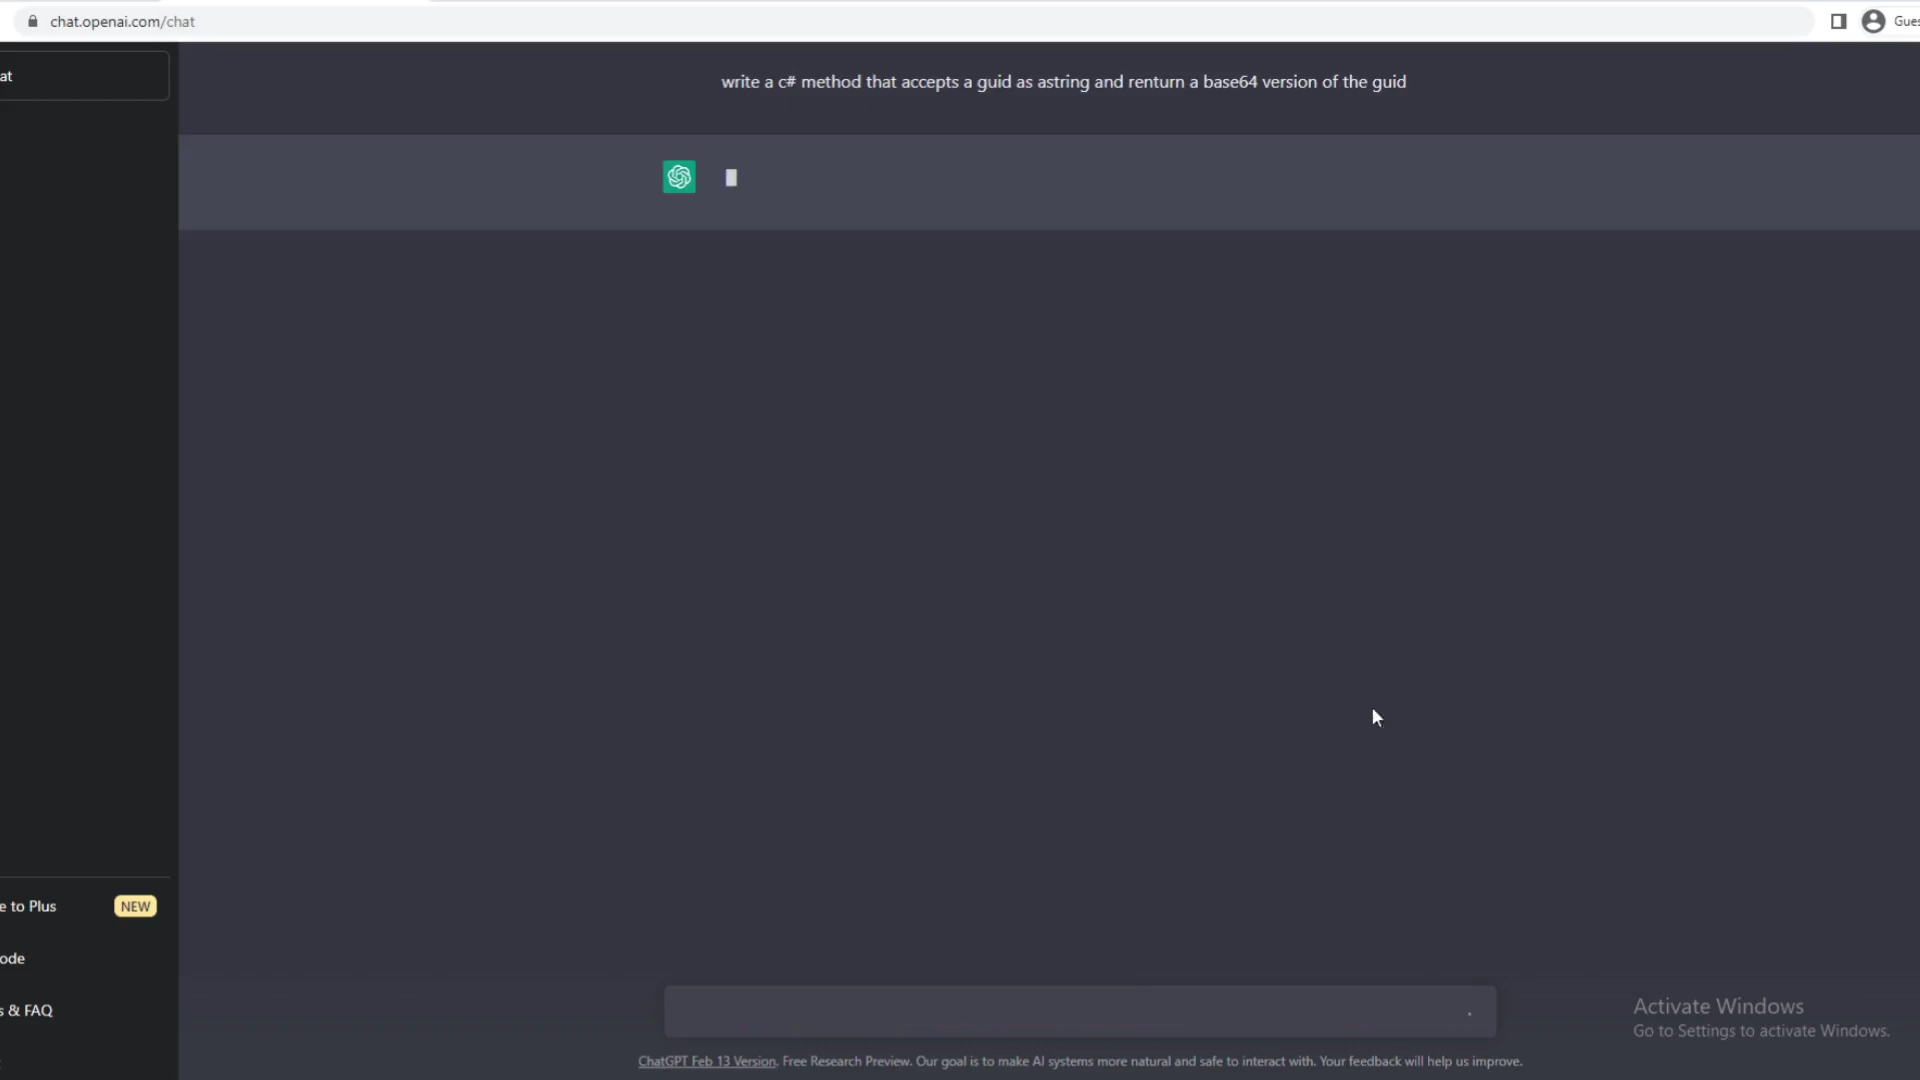 chat.openai.com/chat
Gues
at
write a c# method that accepts a guid as astring and renturn a base64 version of the guid
e to Plus
NEW
ode
s & FAQ
Activate Windows
Go to Settings to activate Windows.
ChatGPT Feb 13 Version. Free Research Preview. Our goal is to make AI systems more natural and safe to interact with. Your feedback will help us improve.